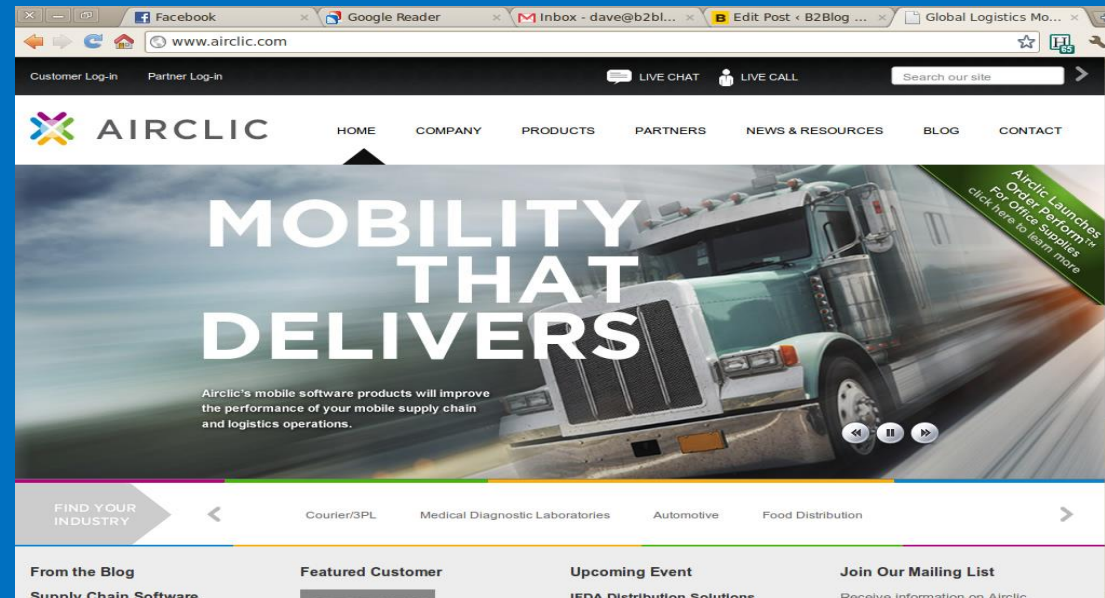 Facebook
Google Reader
Inbox - dave@b2bl...
Edit Post ‹ B2Blog ...
Global Logistics Mo...
www.airclic.com
65
Customer Log-in Partner Log-in LIVE CHAT LIVE CALL Search our site
AIRCLIC
HOME COMPANY PRODUCTS PARTNERS NEWS & RESOURCES BLOG CONTACT
MOBILITY
THAT
DELIVERS
Airclic's mobile software products will improve
the performance of your mobile supply chain
and logistics operations.
Airclic Launches
Order Perform™
For Office Supplies
click here to learn
more
FIND YOUR
INDUSTRY
Courier/3PL Medical Diagnostic Laboratories Automotive Food Distribution
From the Blog Featured Customer Upcoming Event Join Our Mailing List
Supply Chain Software IFDA Distribution Solutions Receive information on Airclic